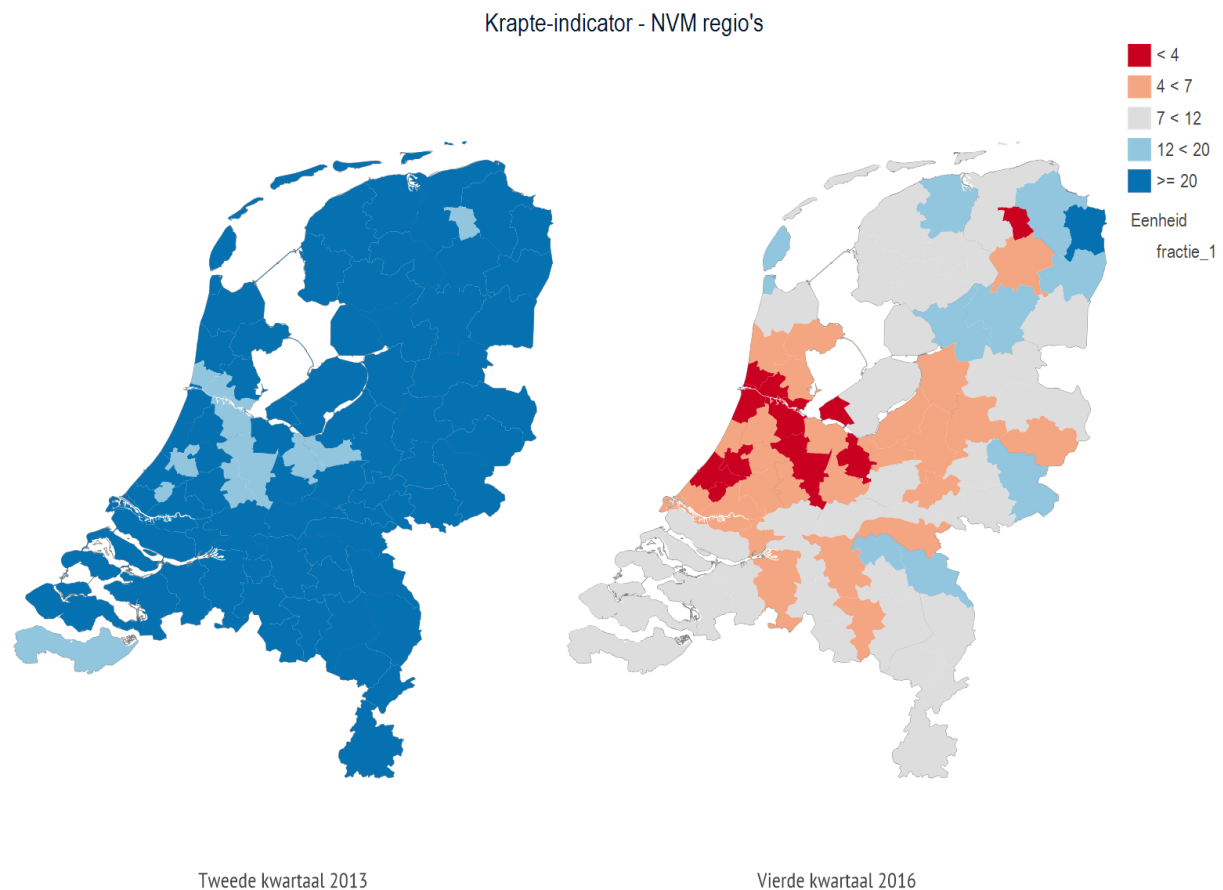 Krapte-indicator - NVM regio's
< 4
4 < 7
7 < 12
12 < 20
>= 20
Eenheid
fractie_1
Tweede kwartaal 2013
Vierde kwartaal 2016